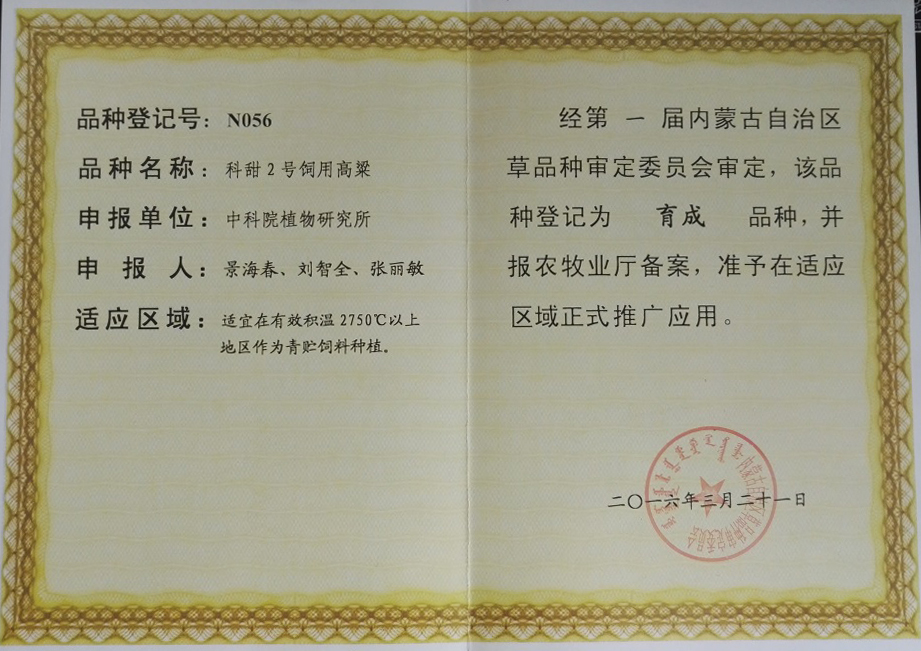 品种登记号：N056
品种名称：科甜2号饲用高粱
申报单位：中科院植物研究所
申报人：景海春、刘智全、张丽敏
适应区域：适宜在有效积温2750℃以上
地区作为青贮饲料种植。
经第 一 届内蒙古自治区
草品种审定委员会审定，该品
种登记为 育成 品种，并
报农牧业厅备案，准予在适应
区域正式推广应用。
二〇一六年三月二十一日